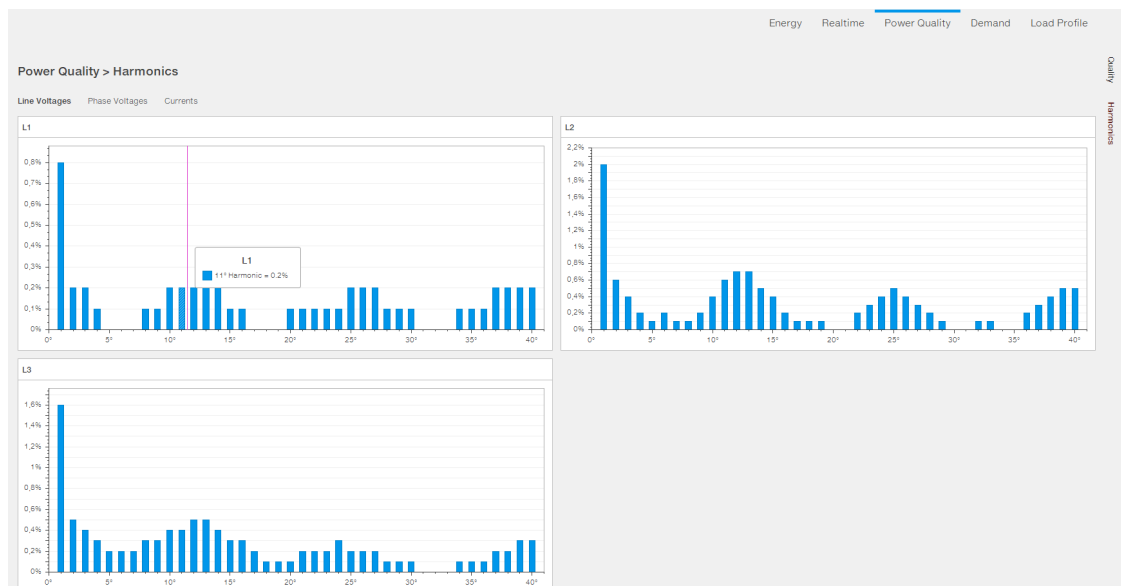 Energy Realtime Power Quality Demand Load Profile
Quality
Harmonics
Power Quality > Harmonics
Line Voltages Phase Voltages Currents
L1
0,8%
0,7%
0,6%
0,5%
0,4%
0,3%
0,2%
0,1%
0%
0° 5° 10° 15° 20° 25° 30° 35° 40°
L1
11° Harmonic = 0.2%
L2
2,2%
2%
1,8%
1,6%
1,4%
1,2%
1%
0,8%
0,6%
0,4%
0,2%
0%
0° 5° 10° 15° 20° 25° 30° 35° 40°
L3
1,6%
1,4%
1,2%
1%
0,8%
0,6%
0,4%
0,2%
0%
0° 5° 10° 15° 20° 25° 30° 35° 40°